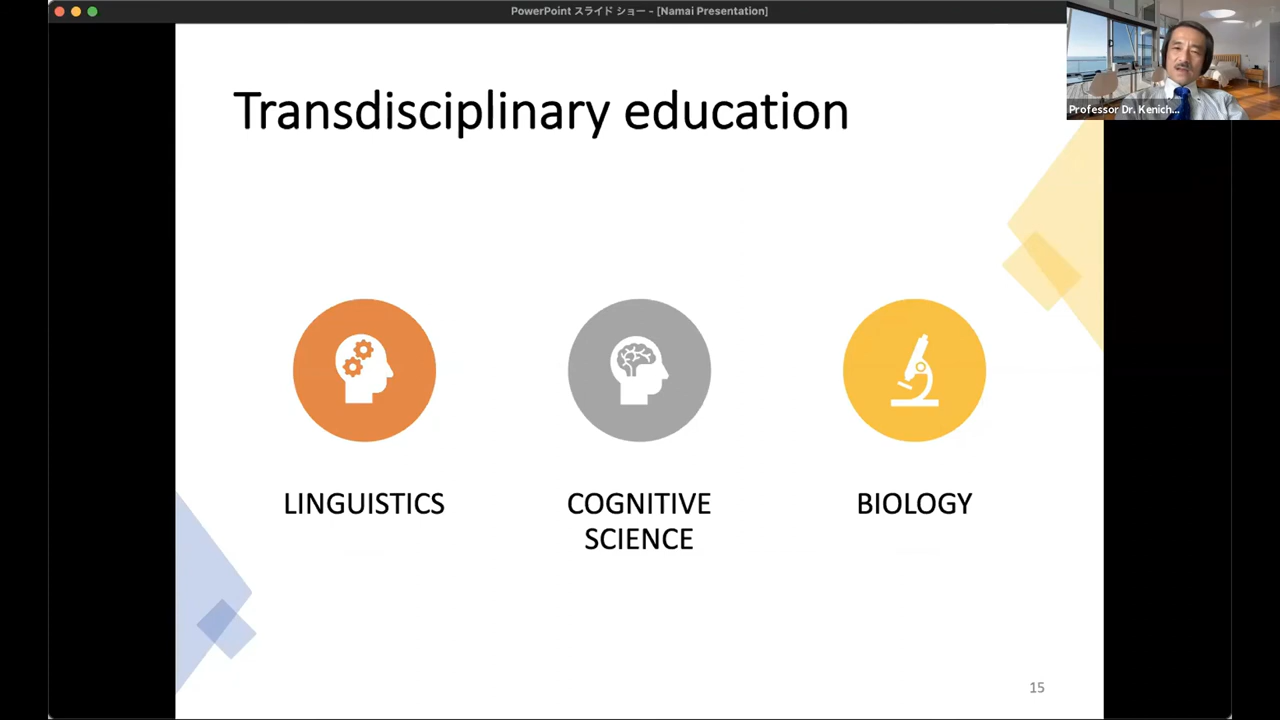 PowerPoint スライド ショー - [Namai Presentation]
Professor Dr. Kenich...
Transdisciplinary education
LINGUISTICS
COGNITIVE
SCIENCE
BIOLOGY
15